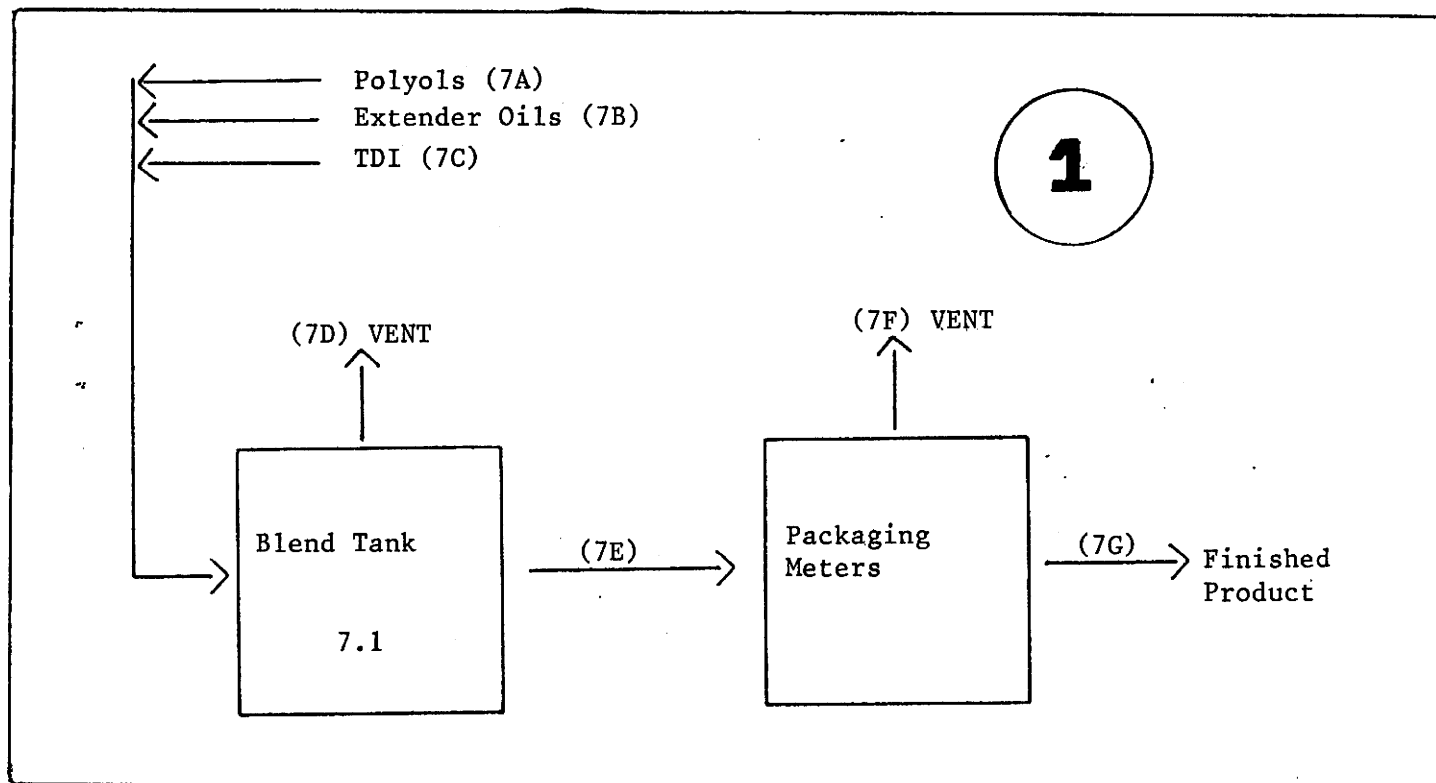 Polyols (7A)
Extender Oils (7B)
TDI (7C)
1
(7D) VENT
(7F) VENT
Blend Tank
7.1
(7E)
Packaging
Meters
(7G)
Finished
Product